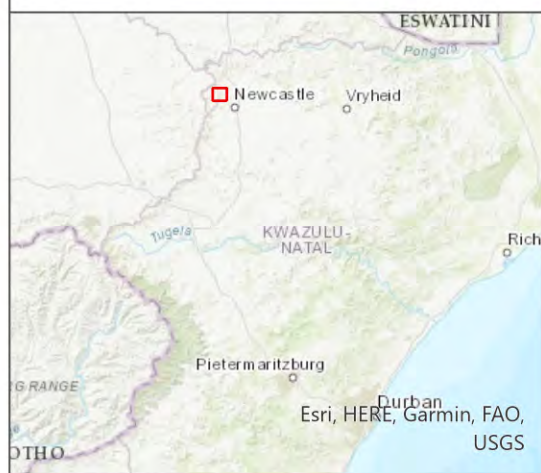 ESWATINI
Pongola
Newcastle
Vryheid
Tugela
KWAZULU-
NATAL
Rich
Pietermaritzburg
G RANGE
Durban
Esri, HERE, Garmin, FAO,
OTHO
USGS